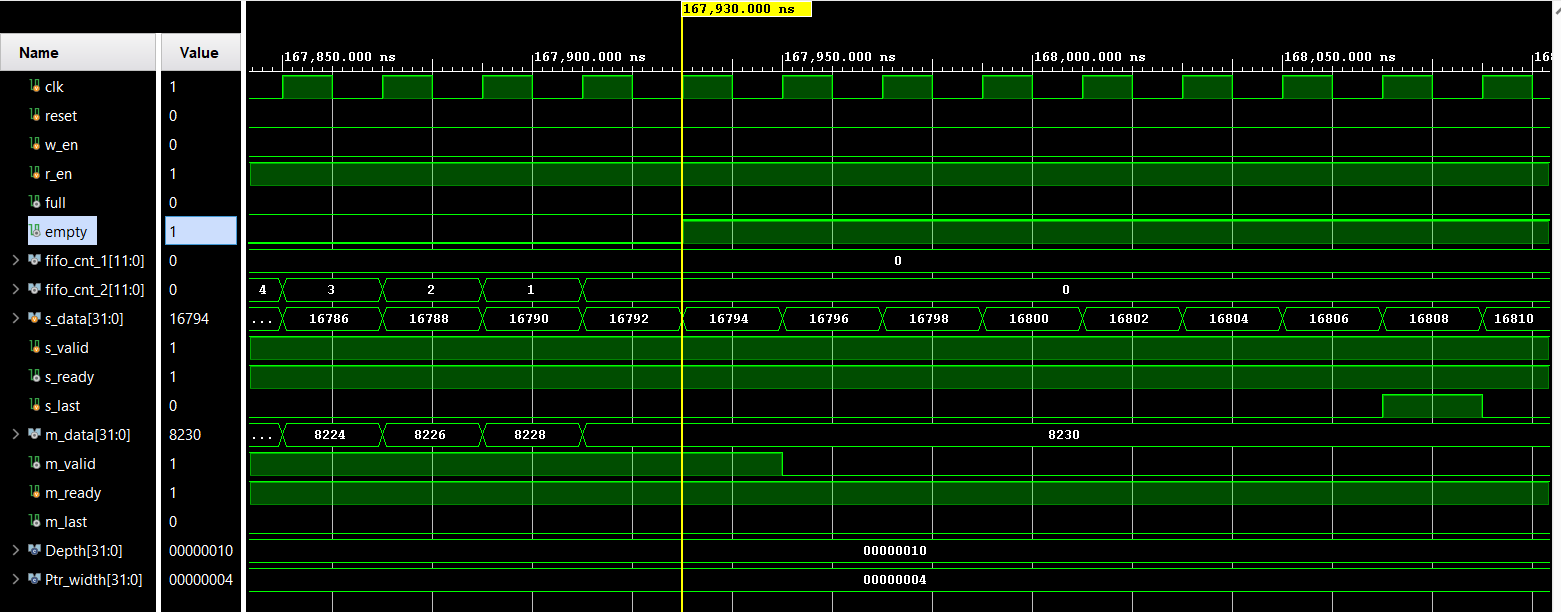 167,930.000 ns
Name Value
167,850.000 ns 167,900.000 ns 167,950.000 ns 168,000.000 ns 168,050.000 ns 168
clk 1
reset 0
w_en 0
r_en 1
full 0
empty 1
fifo_cnt_1[11:0] 0 0
fifo_cnt_2[11:0] 0 4 3 2 1 0
s_data[31:0] 16794 ... 16786 16788 16790 16792 16794 16796 16798 16800 16802 16804 16806 16808 16810
s_valid 1
s_ready 1
s_last 0
m_data[31:0] 8230 ... 8224 8226 8228 8230
m_valid 1
m_ready 1
m_last 0
Depth[31:0] 00000010 00000010
Ptr_width[31:0] 00000004 00000004